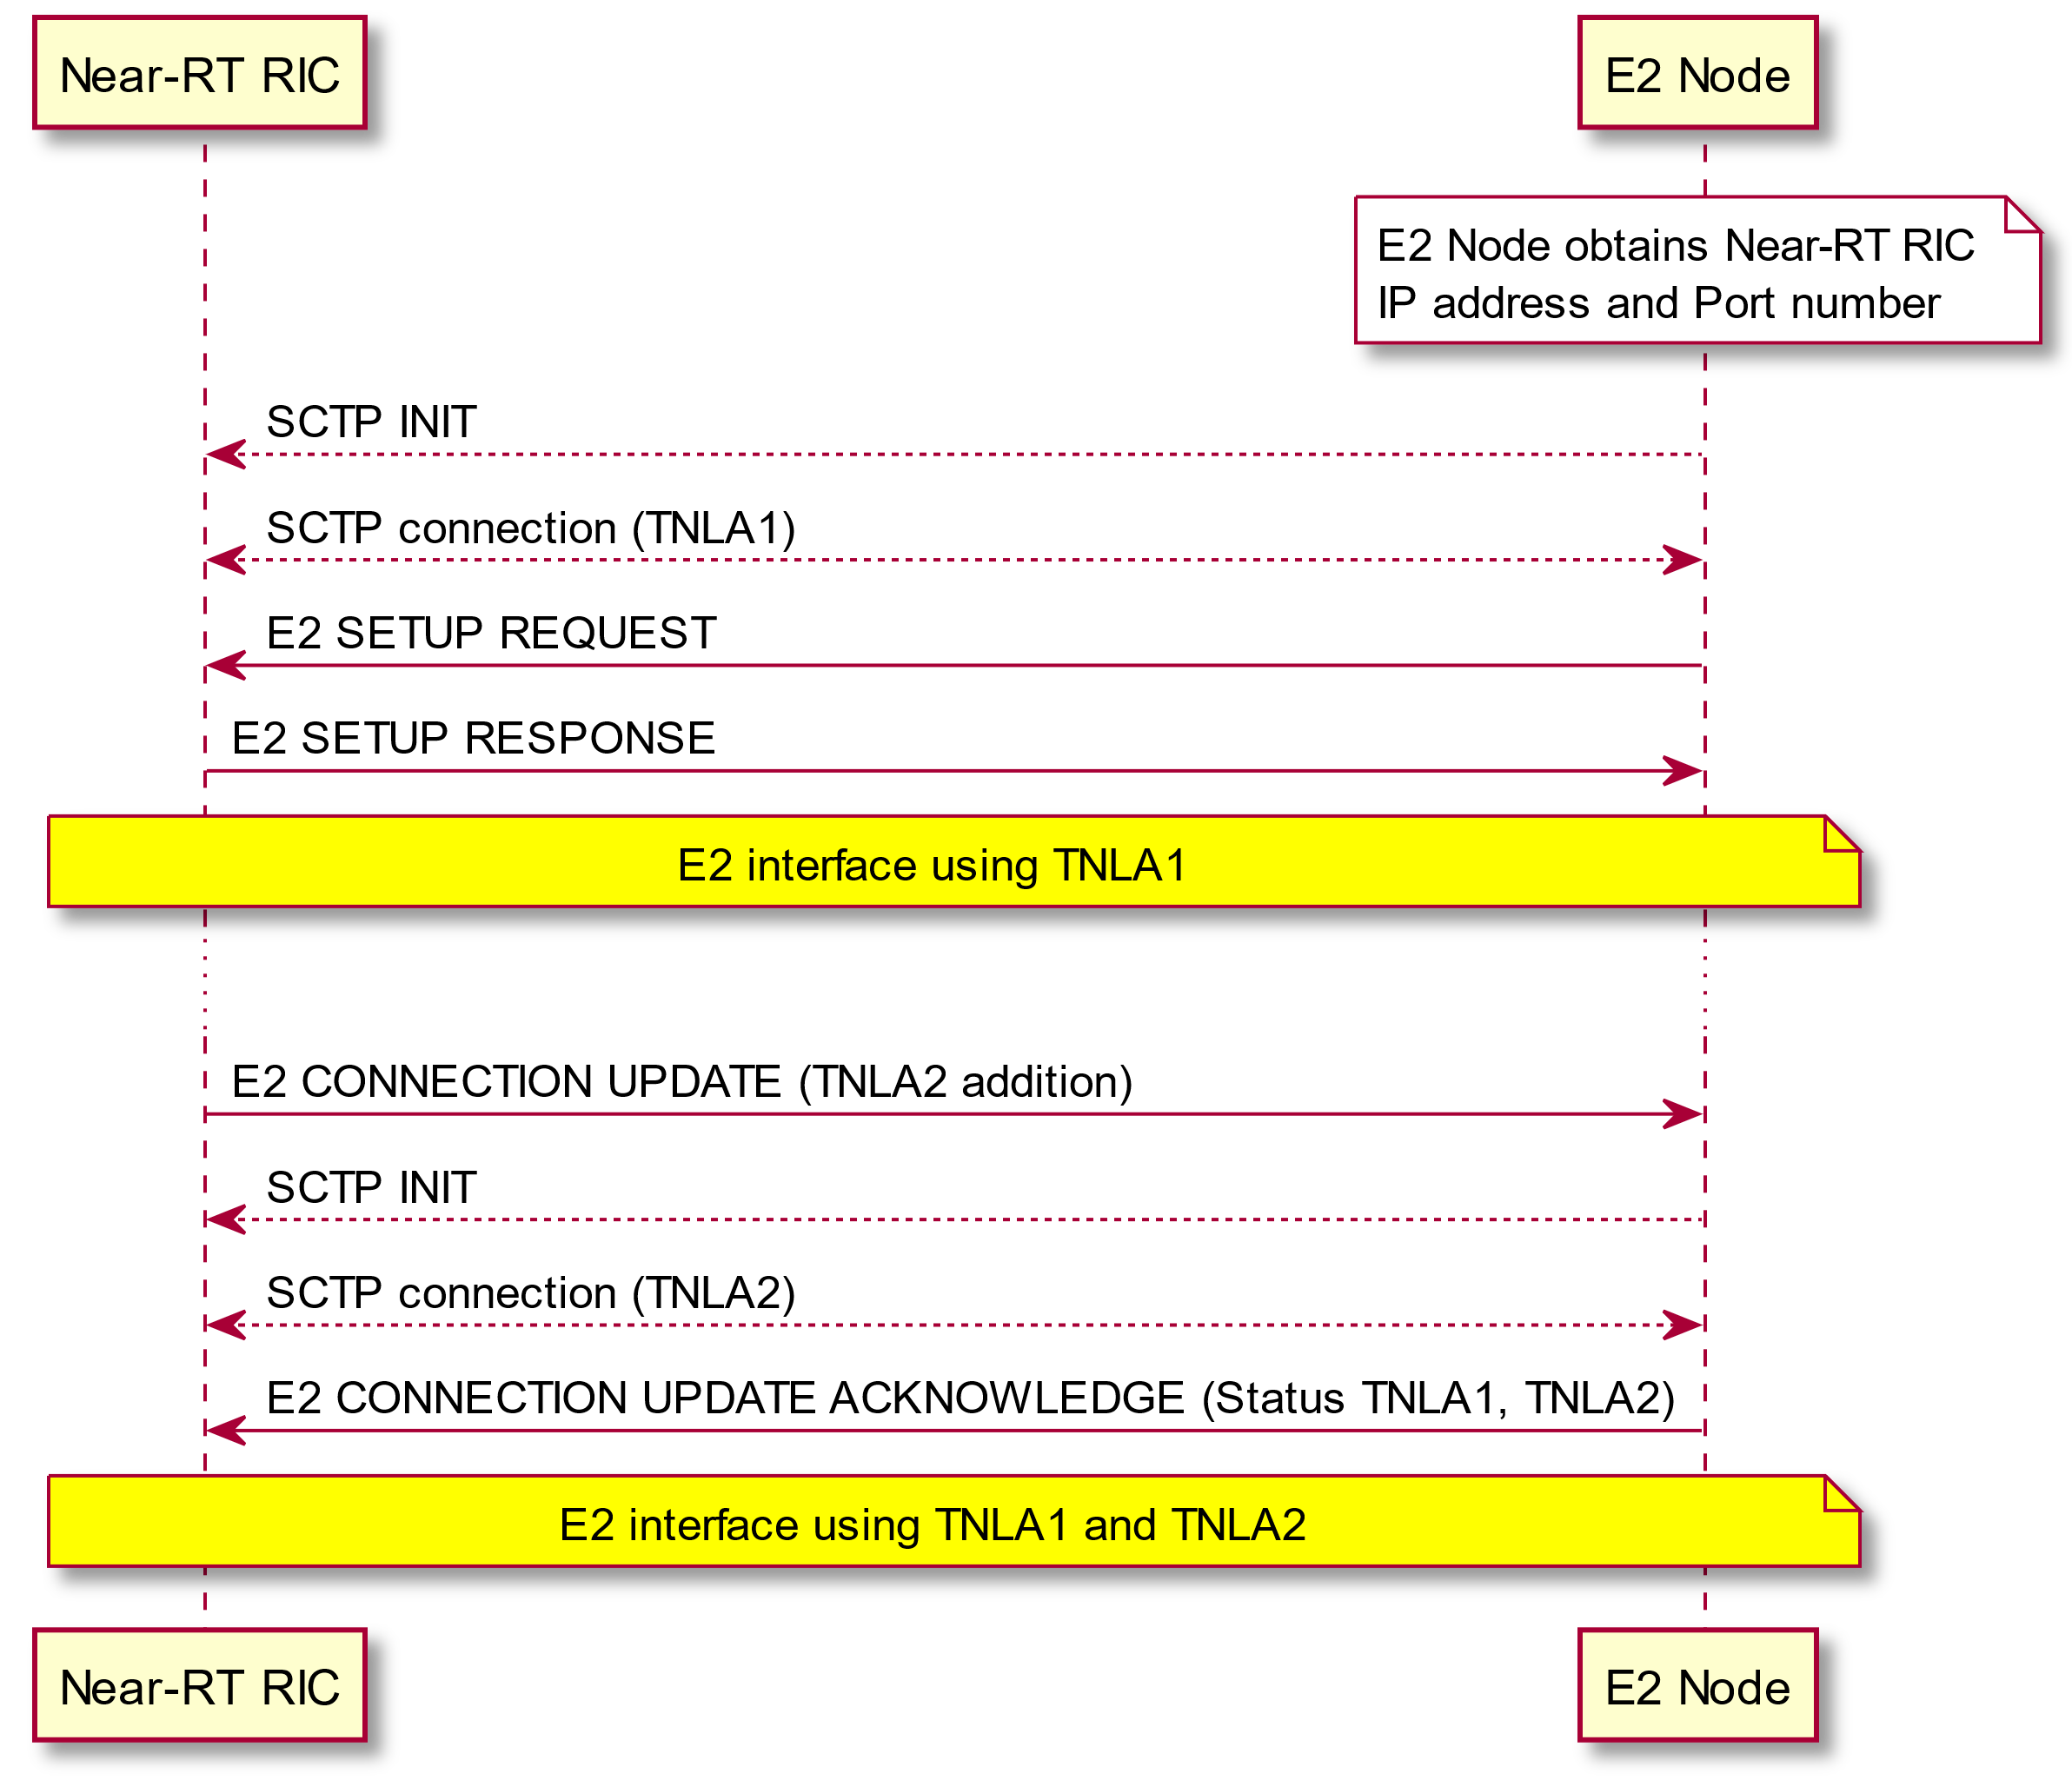 Near-RT RIC
E2 Node
E2 Node obtains Near-RT RIC
IP address and Port number
SCTP INIT
SCTP connection (TNLA1)
E2 SETUP REQUEST
E2 SETUP RESPONSE
E2 interface using TNLA1
E2 CONNECTION UPDATE (TNLA2 addition)
SCTP INIT
SCTP connection (TNLA2)
E2 CONNECTION UPDATE ACKNOWLEDGE (Status TNLA1, TNLA2)
E2 interface using TNLA1 and TNLA2
Near-RT RIC
E2 Node